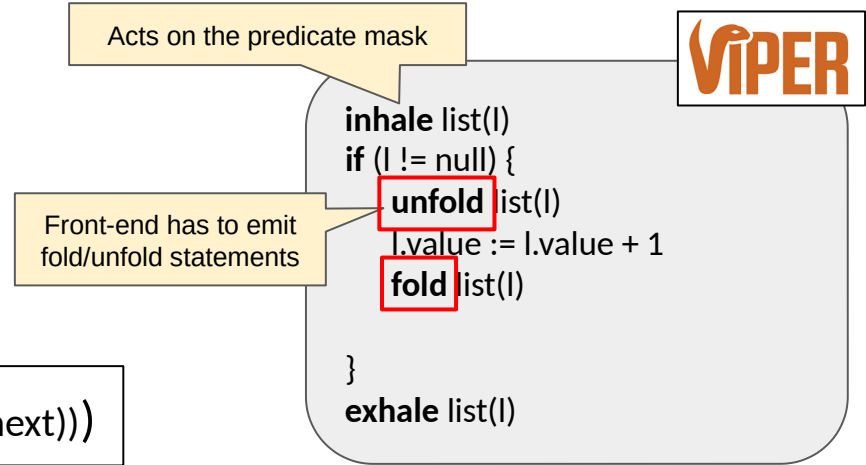 Acts on the predicate mask
VIPER
inhale list(l)
if (l != null) {
unfold list(l)
l.value := l.value + 1
fold list(l)
}
exhale list(l)
Front-end has to emit
fold/unfold statements
next)))